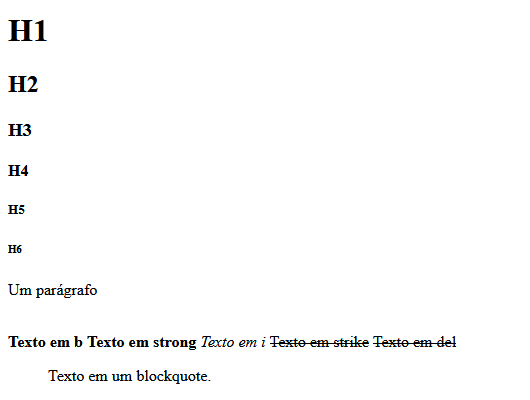 H1
H2
H3
H4
H5
H6
Um parágrafo
Texto em b Texto em strong Texto em i Texto em strike Texto em del
Texto em um blockquote.